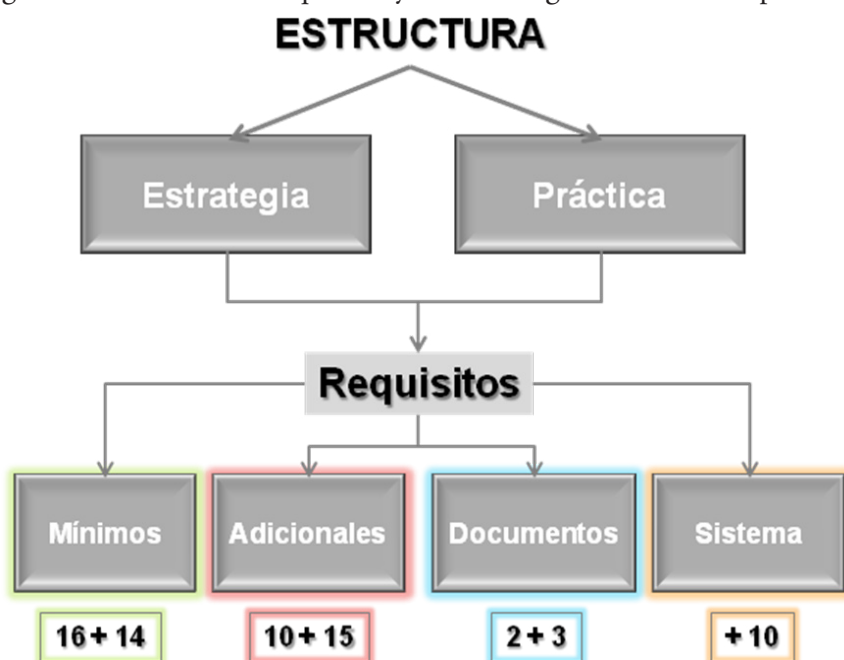 ESTRUCTURA
Estrategia
Práctica
Requisitos
Mínimos
Adicionales
Documentos
Sistema
16 + 14
10 + 15
2 + 3
+ 10